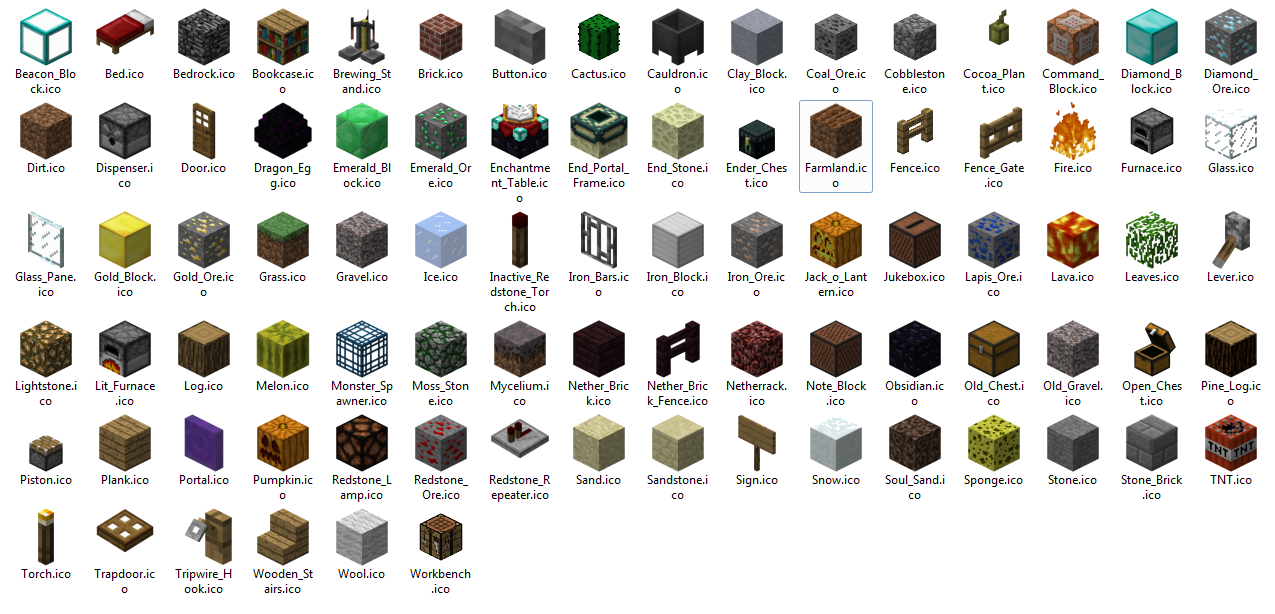 Beacon_Blo
ck.ico
Bed.ico
Bedrock.ico
Bookcase.ic
o
Brewing_St
and.ico
Brick.ico
Button.ico
Cactus.ico
Cauldron.ic
o
Clay_Block.
ico
Coal_Ore.ic
o
Cobbleston
e.ico
Cocoa_Plan
t.ico
Command_
Block.ico
Diamond_B
lock.ico
Diamond_
Ore.ico
Dirt.ico
Dispenser.i
co
Door.ico
Dragon_Eg
g.ico
Emerald_Bl
ock.ico
Emerald_Or
e.ico
Enchantme
nt_Table.ic
o
End_Portal_
Frame.ico
End_Stone.i
co
Ender_Ches
t.ico
Farmland.ic
o
Fence.ico
Fence_Gate
.ico
Fire.ico
Furnace.ico
Glass.ico
Glass_Pane.
ico
Gold_Block.
ico
Gold_Ore.ic
o
Grass.ico
Gravel.ico
Ice.ico
Inactive_Re
dstone_Tor
ch.ico
Iron_Bars.ic
o
Iron_Block.i
co
Iron_Ore.ic
o
Jack_o_Lant
ern.ico
Jukebox.ico
Lapis_Ore.i
co
Lava.ico
Leaves.ico
Lever.ico
Lightstone.i
co
Lit_Furnace
.ico
Log.ico
Melon.ico
Monster_Sp
awner.ico
Moss_Ston
e.ico
Mycelium.i
co
Nether_Bric
k.ico
Nether_Bric
k_Fence.ico
Netherrack.
ico
Note_Block
.ico
Obsidian.ic
o
Old_Chest.i
co
Old_Gravel.
ico
Open_Ches
t.ico
Pine_Log.ic
o
Piston.ico
Plank.ico
Portal.ico
Pumpkin.ic
o
Redstone_L
amp.ico
Redstone_
Ore.ico
Redstone_R
epeater.ico
Sand.ico
Sandstone.i
co
Sign.ico
Snow.ico
Soul_Sand.i
co
Sponge.ico
Stone.ico
Stone_Brick
.ico
TNT TNT
TNT.ico
Torch.ico
Trapdoor.ic
o
Tripwire_H
ook.ico
Wooden_St
airs.ico
Wool.ico
Workbench
.ico